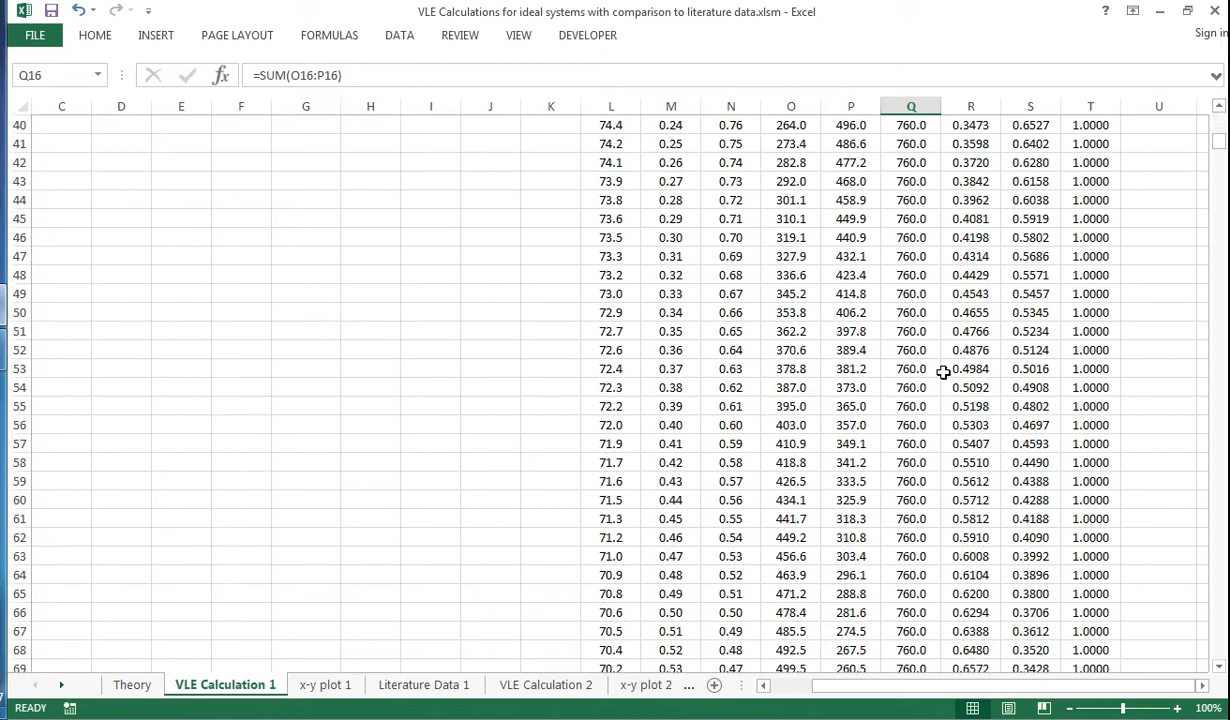 VLE Calculations for ideal systems with comparison to literature data.xlsm - Excel
FILE HOME INSERT PAGE LAYOUT FORMULAS DATA REVIEW VIEW DEVELOPER Sign in
Q16 fx =SUM(O16:P16)
C D E F G H I J K L M N O P Q R S T U
40 74.4 0.24 0.76 264.0 496.0 760.0 0.3473 0.6527 1.0000
41 74.2 0.25 0.75 273.4 486.6 760.0 0.3598 0.6402 1.0000
42 74.1 0.26 0.74 282.8 477.2 760.0 0.3720 0.6280 1.0000
43 73.9 0.27 0.73 292.0 468.0 760.0 0.3842 0.6158 1.0000
44 73.8 0.28 0.72 301.1 458.9 760.0 0.3962 0.6038 1.0000
45 73.6 0.29 0.71 310.1 449.9 760.0 0.4081 0.5919 1.0000
46 73.5 0.30 0.70 319.1 440.9 760.0 0.4198 0.5802 1.0000
47 73.3 0.31 0.69 327.9 432.1 760.0 0.4314 0.5686 1.0000
48 73.2 0.32 0.68 336.6 423.4 760.0 0.4429 0.5571 1.0000
49 73.0 0.33 0.67 345.2 414.8 760.0 0.4543 0.5457 1.0000
50 72.9 0.34 0.66 353.8 406.2 760.0 0.4655 0.5345 1.0000
51 72.7 0.35 0.65 362.2 397.8 760.0 0.4766 0.5234 1.0000
52 72.6 0.36 0.64 370.6 389.4 760.0 0.4876 0.5124 1.0000
53 72.4 0.37 0.63 378.8 381.2 760.0 0.4984 0.5016 1.0000
54 72.3 0.38 0.62 387.0 373.0 760.0 0.5092 0.4908 1.0000
55 72.2 0.39 0.61 395.0 365.0 760.0 0.5198 0.4802 1.0000
56 72.0 0.40 0.60 403.0 357.0 760.0 0.5303 0.4697 1.0000
57 71.9 0.41 0.59 410.9 349.1 760.0 0.5407 0.4593 1.0000
58 71.7 0.42 0.58 418.8 341.2 760.0 0.5510 0.4490 1.0000
59 71.6 0.43 0.57 426.5 333.5 760.0 0.5612 0.4388 1.0000
60 71.5 0.44 0.56 434.1 325.9 760.0 0.5712 0.4288 1.0000
61 71.3 0.45 0.55 441.7 318.3 760.0 0.5812 0.4188 1.0000
62 71.2 0.46 0.54 449.2 310.8 760.0 0.5910 0.4090 1.0000
63 71.0 0.47 0.53 456.6 303.4 760.0 0.6008 0.3992 1.0000
64 70.9 0.48 0.52 463.9 296.1 760.0 0.6104 0.3896 1.0000
65 70.8 0.49 0.51 471.2 288.8 760.0 0.6200 0.3800 1.0000
66 70.6 0.50 0.50 478.4 281.6 760.0 0.6294 0.3706 1.0000
67 70.5 0.51 0.49 485.5 274.5 760.0 0.6388 0.3612 1.0000
68 70.4 0.52 0.48 492.5 267.5 760.0 0.6480 0.3520 1.0000
69 70.2 0.53 0.47 499.5 260.5 760.0 0.6572 0.3428 1.0000
Theory VLE Calculation 1 x-y plot 1 Literature Data 1 VLE Calculation 2 x-y plot 2 ...
READY 100%